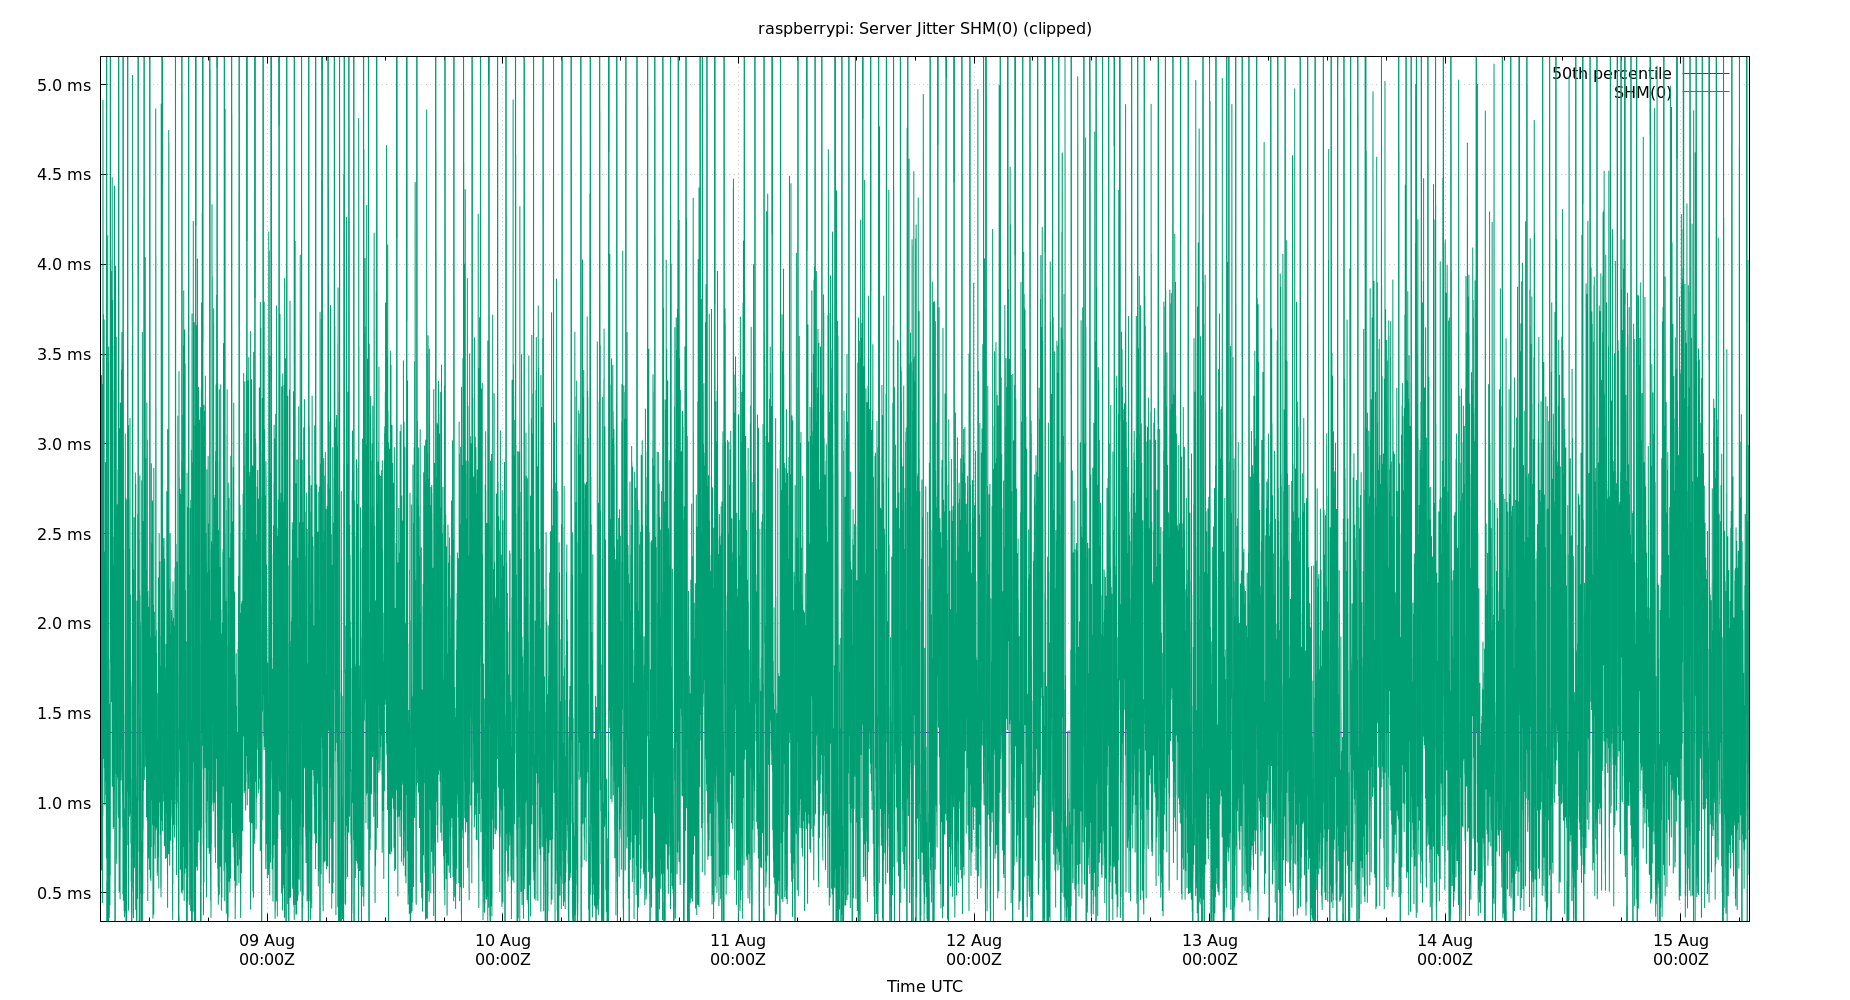 raspberrypi: Server Jitter SHM(0) (clipped)
50th percentile
SHM(0)
5.0 ms
4.5 ms
4.0 ms
3.5 ms
3.0 ms
2.5 ms
2.0 ms
1.5 ms
1.0 ms
0.5 ms
09 Aug 10 Aug 11 Aug 12 Aug 13 Aug 14 Aug 15 Aug
00:00Z 00:00Z 00:00Z 00:00Z 00:00Z 00:00Z 00:00Z
Time UTC